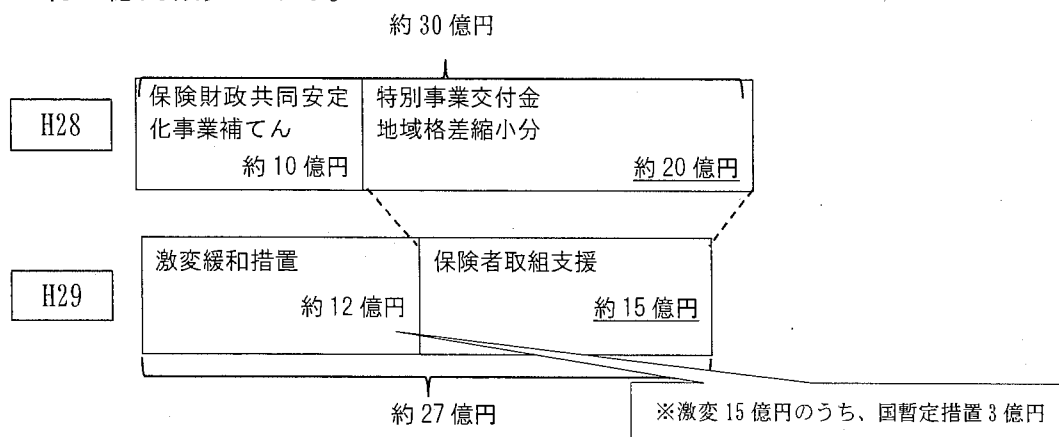 約 30 億円
H28
保険財政共同安定
化事業補てん
約 10 億円
特別事業交付金
地域格差縮小分
約 20 億円
H29
激変緩和措置
約 12 億円
保険者取組支援
約 15 億円
約 27 億円
※激変 15 億円のうち、国暫定措置 3 億円